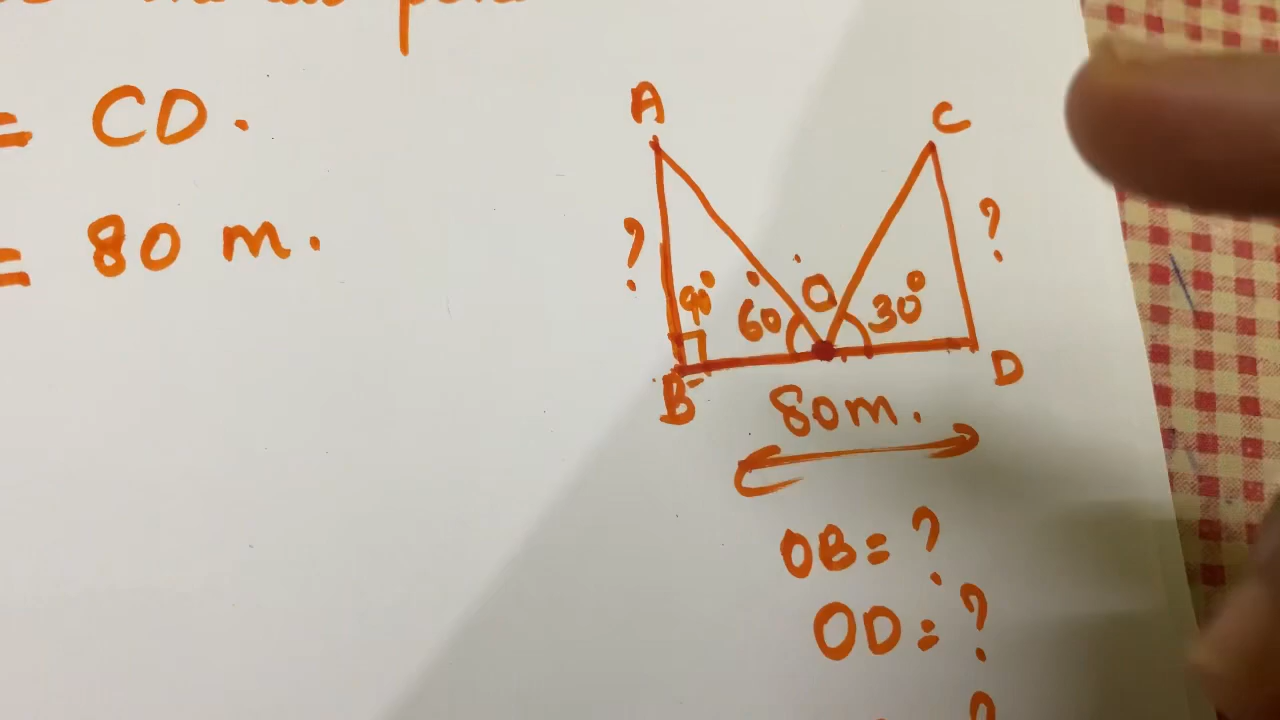 = CD.
= 80 m.
A
C
?
?
90°
60°
O
30°
B
D
80m.
OB = ?
OD = ?
?